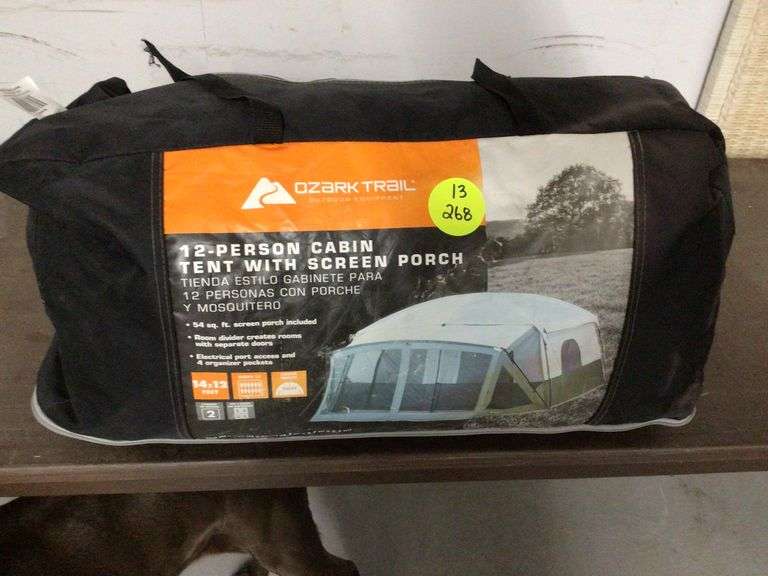 OZARK TRAIL
OUTDOOR EQUIPMENT
13
268
12-PERSON CABIN
TENT WITH SCREEN PORCH
TIENDA ESTILO GABINETE PARA
12 PERSONAS CON PORCHE
Y MOSQUITERO
• 54 sq. ft. screen porch included
• Room divider creates rooms
with separate doors
• Electrical port access and
4 organizer pockets
14x12
FEET
2